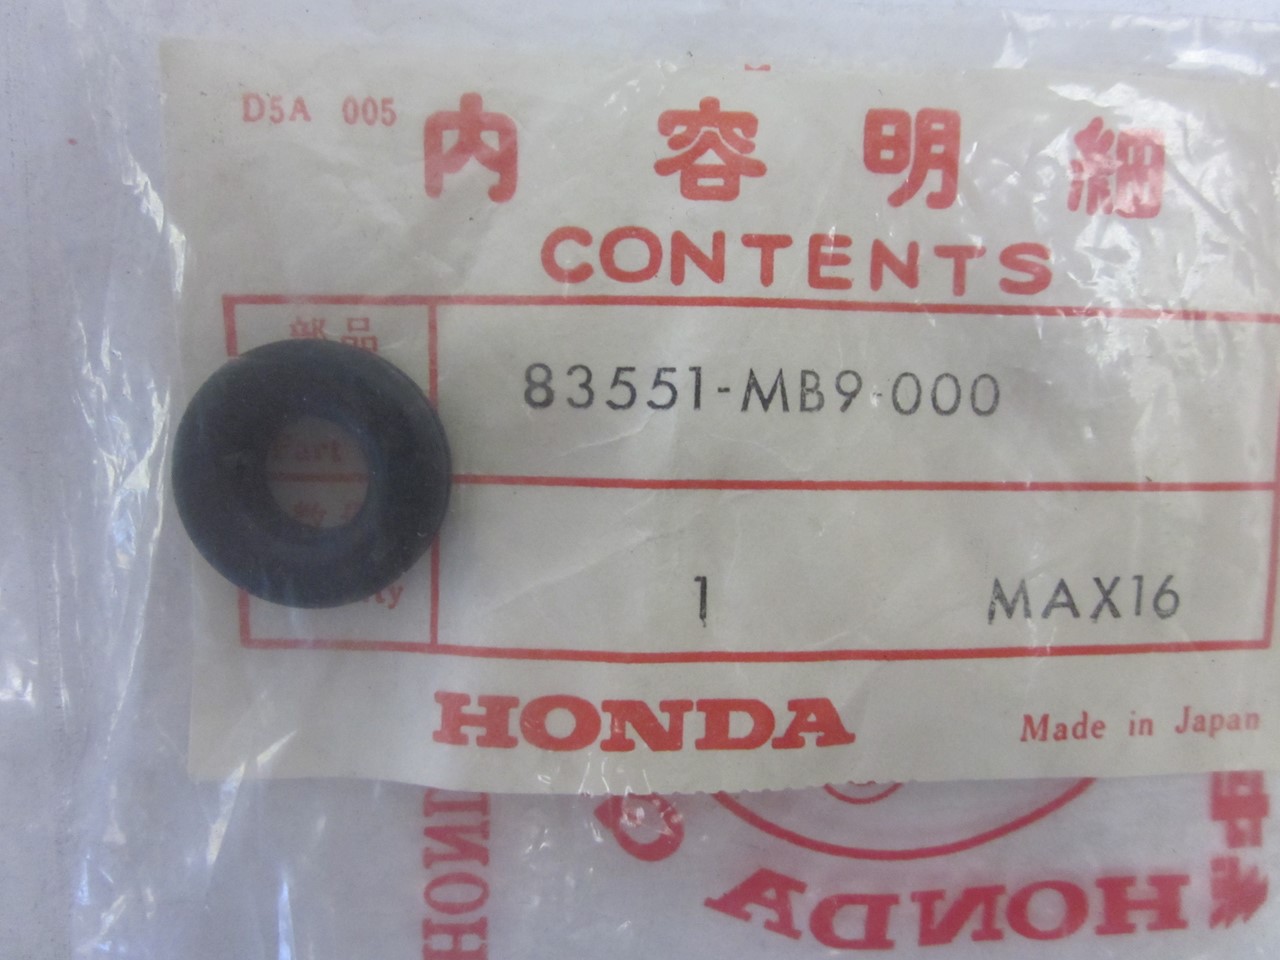 D5A 005
内容明細
CONTENTS
部品
Part
83551-MB9-000
1 MAX16
HONDA
Made in Japan
HONDA